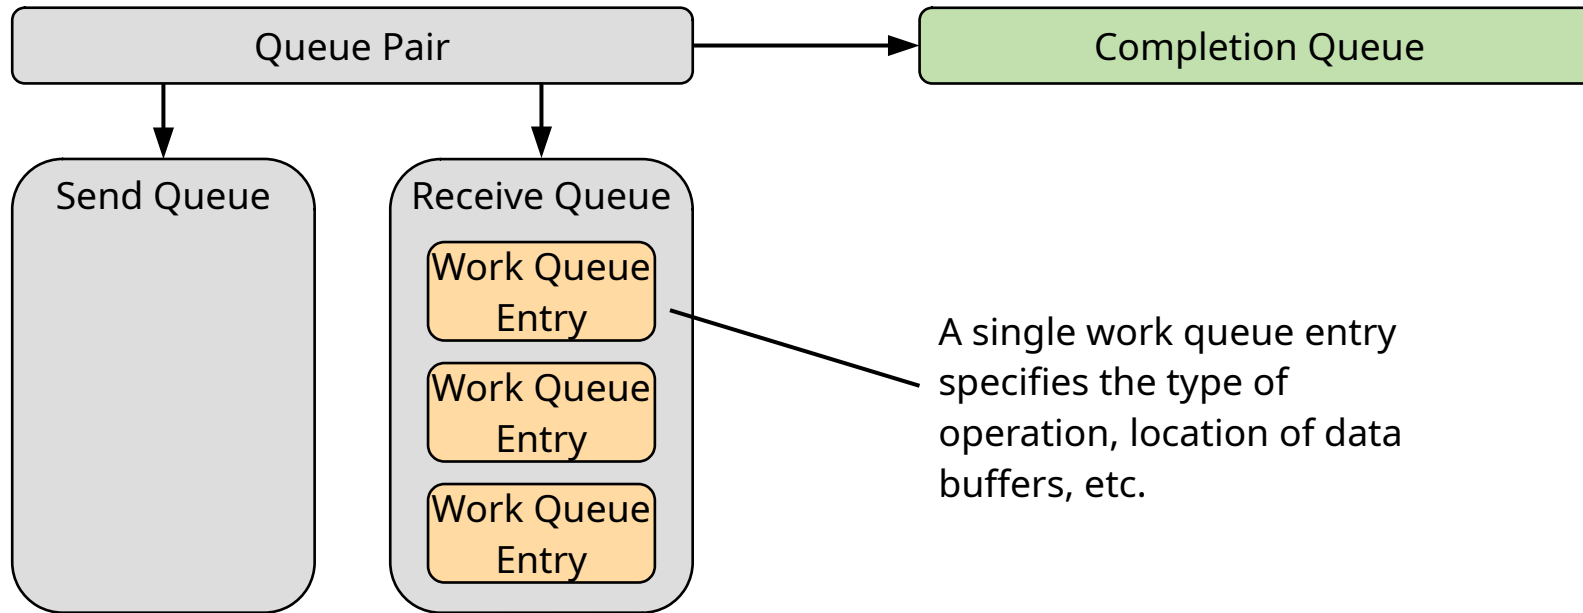 Queue Pair
Completion Queue
Send Queue
Receive Queue
Work Queue
Entry
Work Queue
Entry
Work Queue
Entry
A single work queue entry
specifies the type of
operation, location of data
buffers, etc.